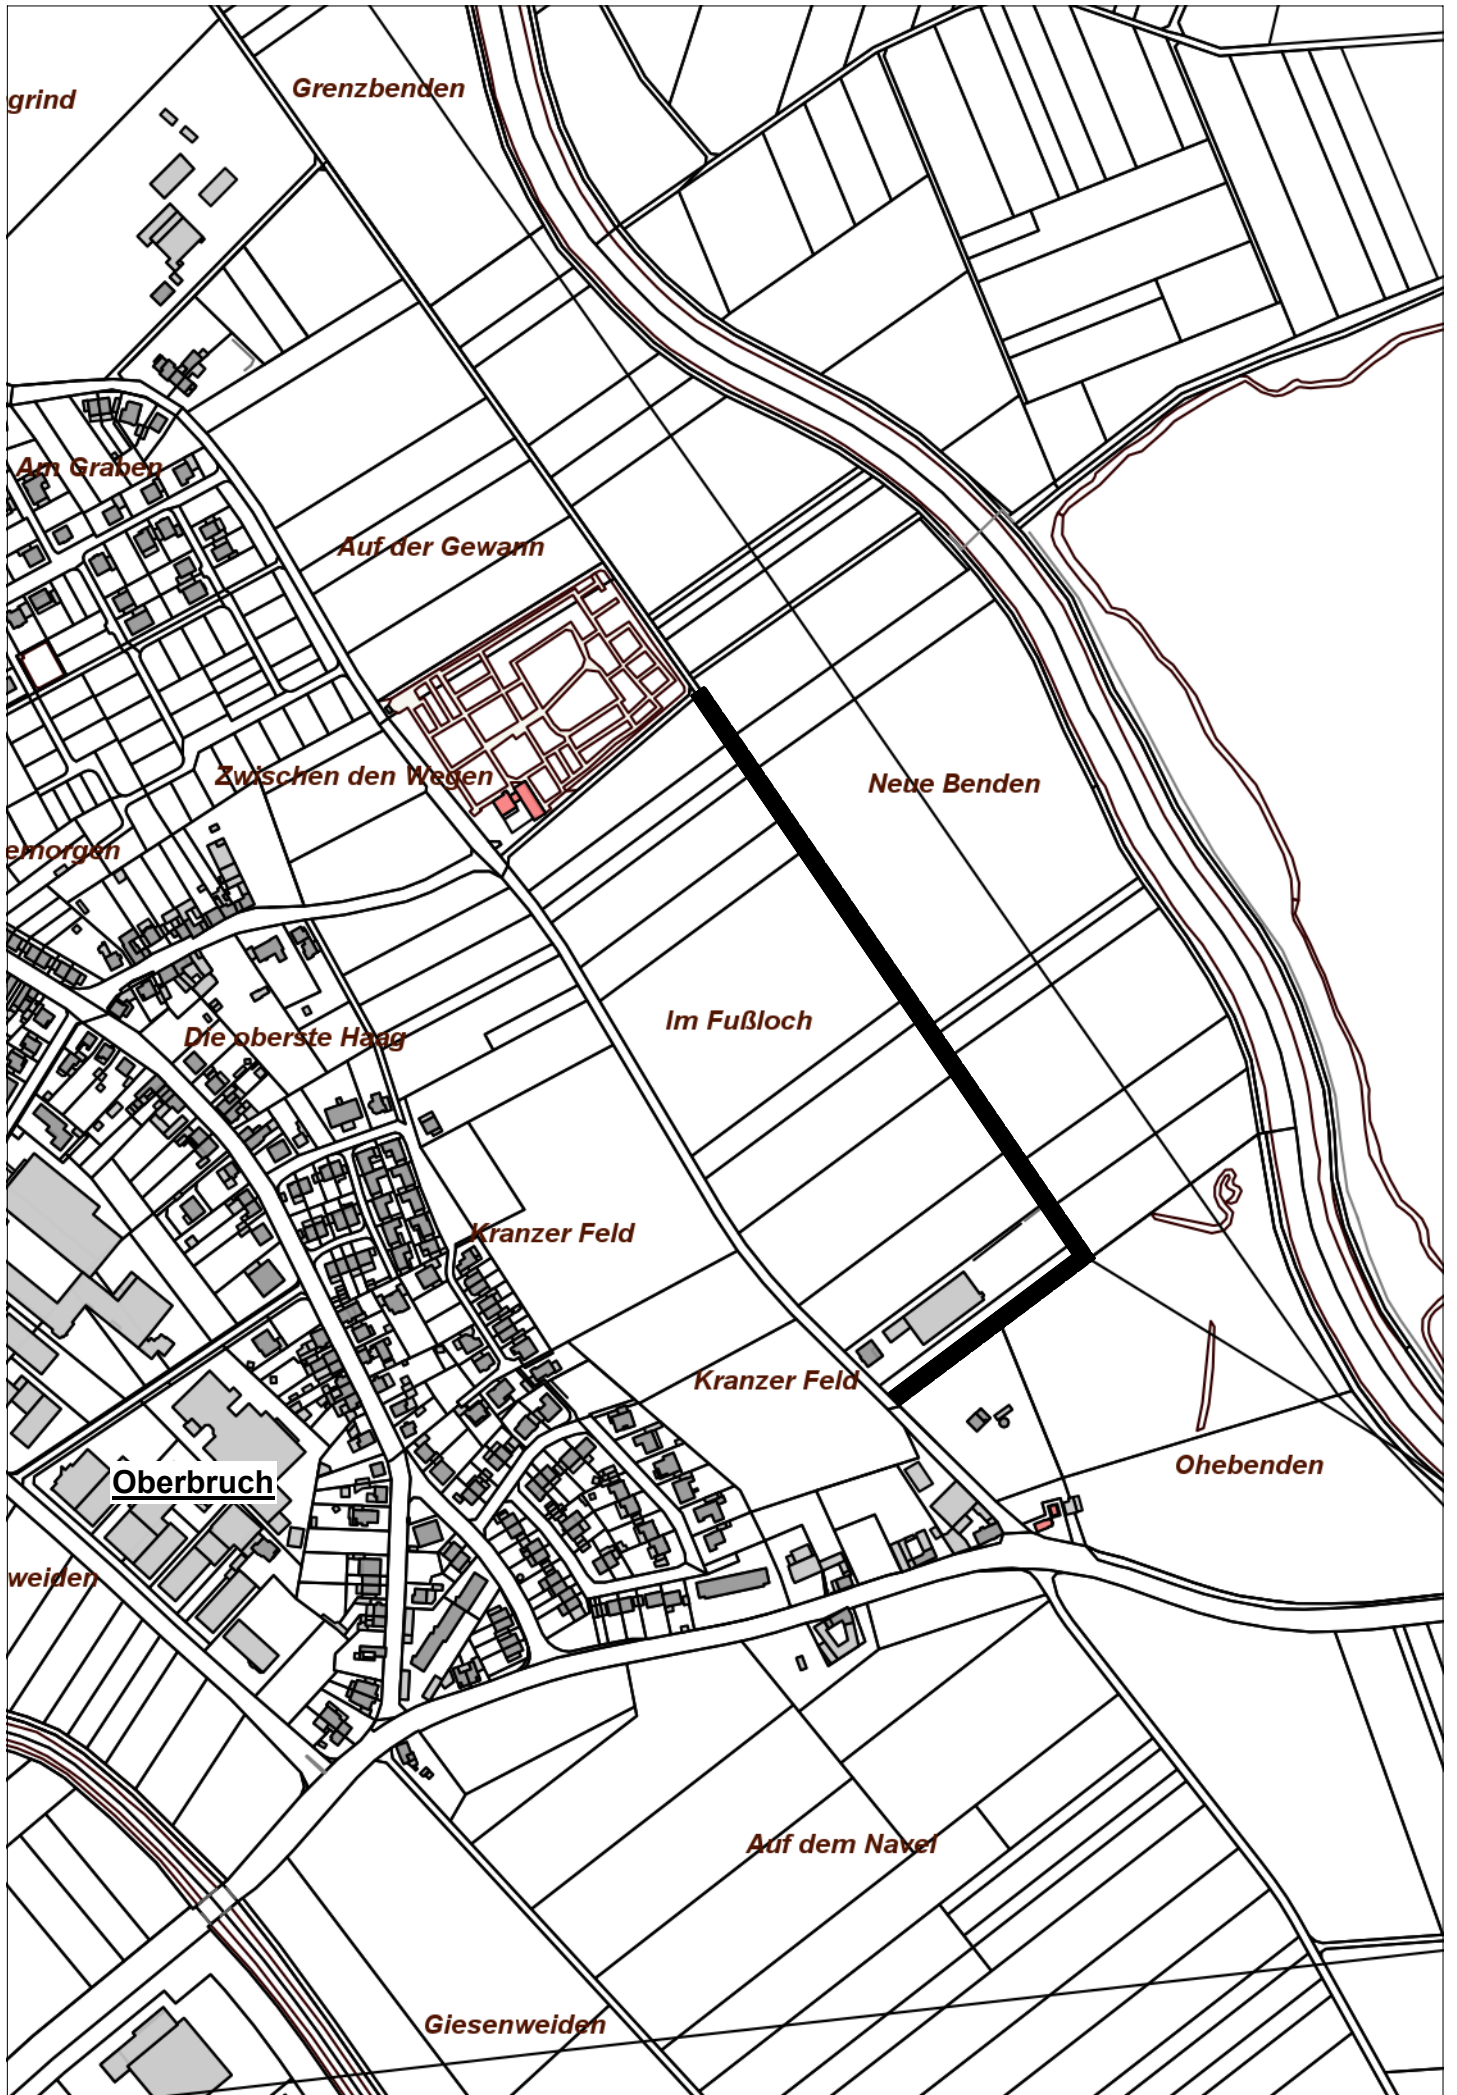 Grenzbenden
grind
Am Graben
Auf der Gewann
Zwischen den Wegen
Neue Benden
emorgen
Im Fußloch
Die oberste Haag
Kranzer Feld
Kranzer Feld
Ohebenden
Oberbruch
weiden
Auf dem Navel
Giesenweiden